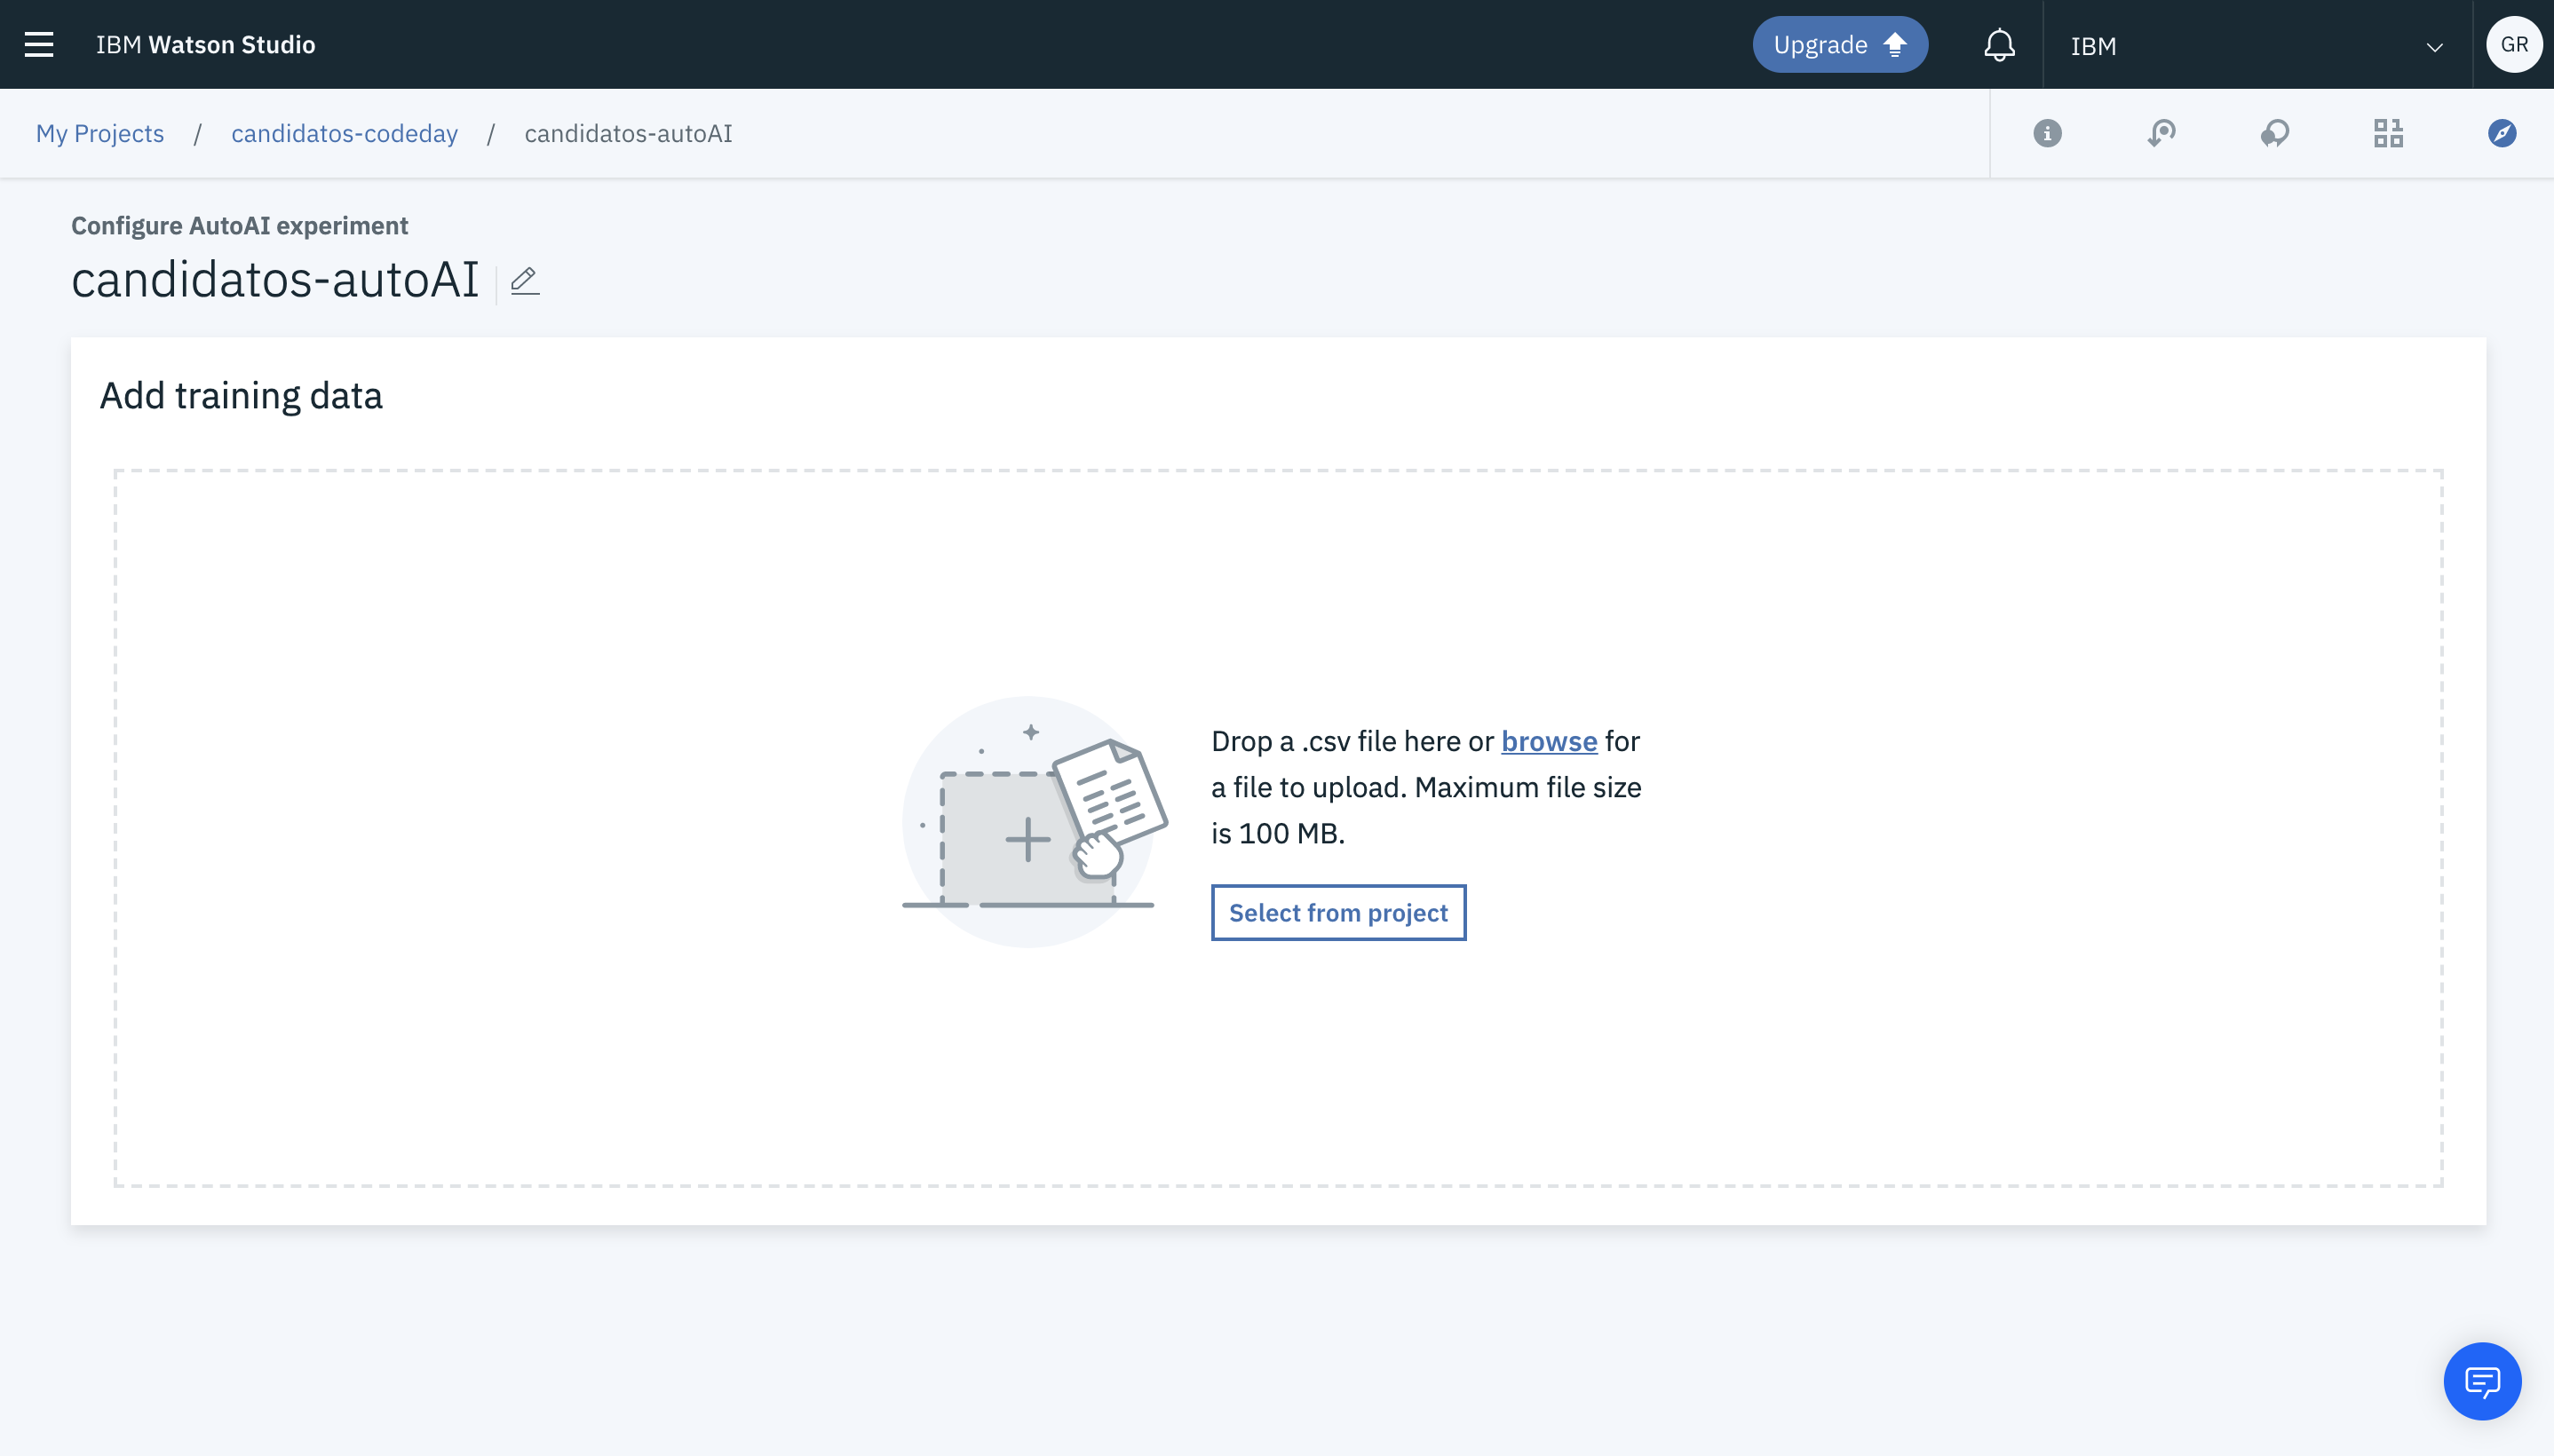 IBM Watson Studio
Upgrade
IBM
GR
My Projects / candidatos-codeday / candidatos-autoAI
Configure AutoAI experiment
candidatos-autoAI
Add training data
Drop a .csv file here or browse for
a file to upload. Maximum file size
is 100 MB.
Select from project